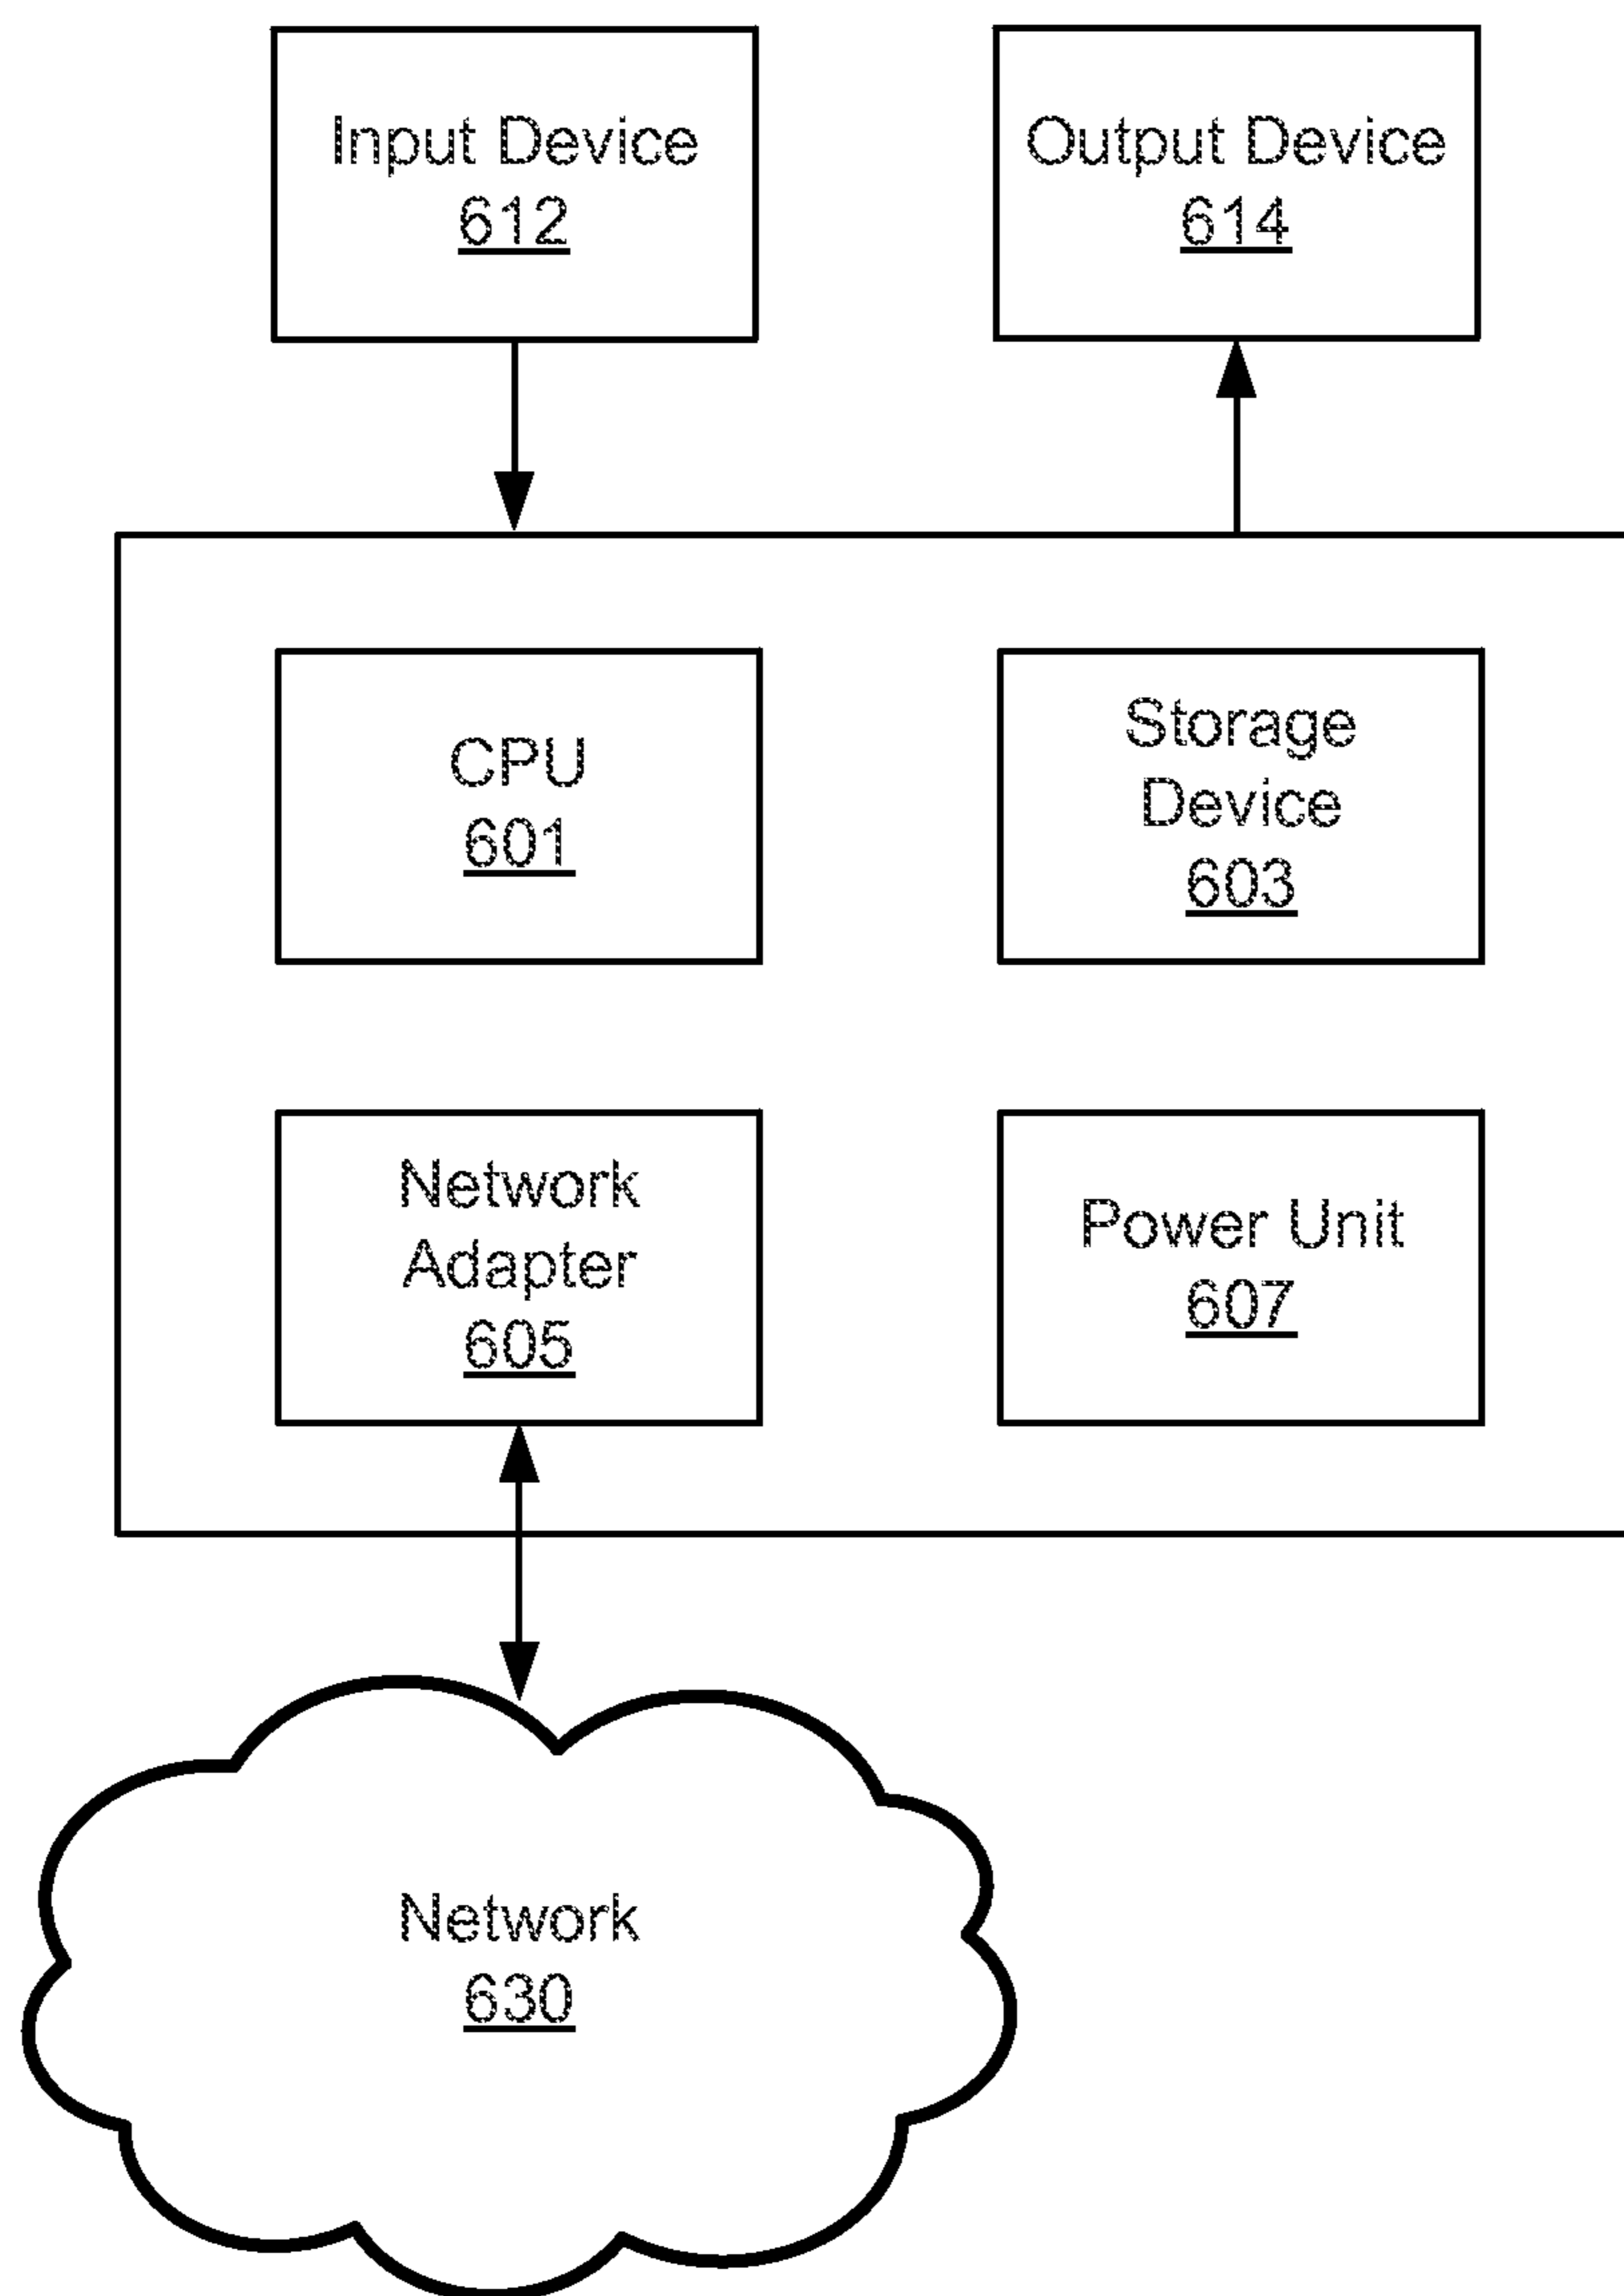 Input Device
612
Output Device
614
CPU
601
Storage
Device
603
Network
Adapter
605
Power Unit
607
Network
630